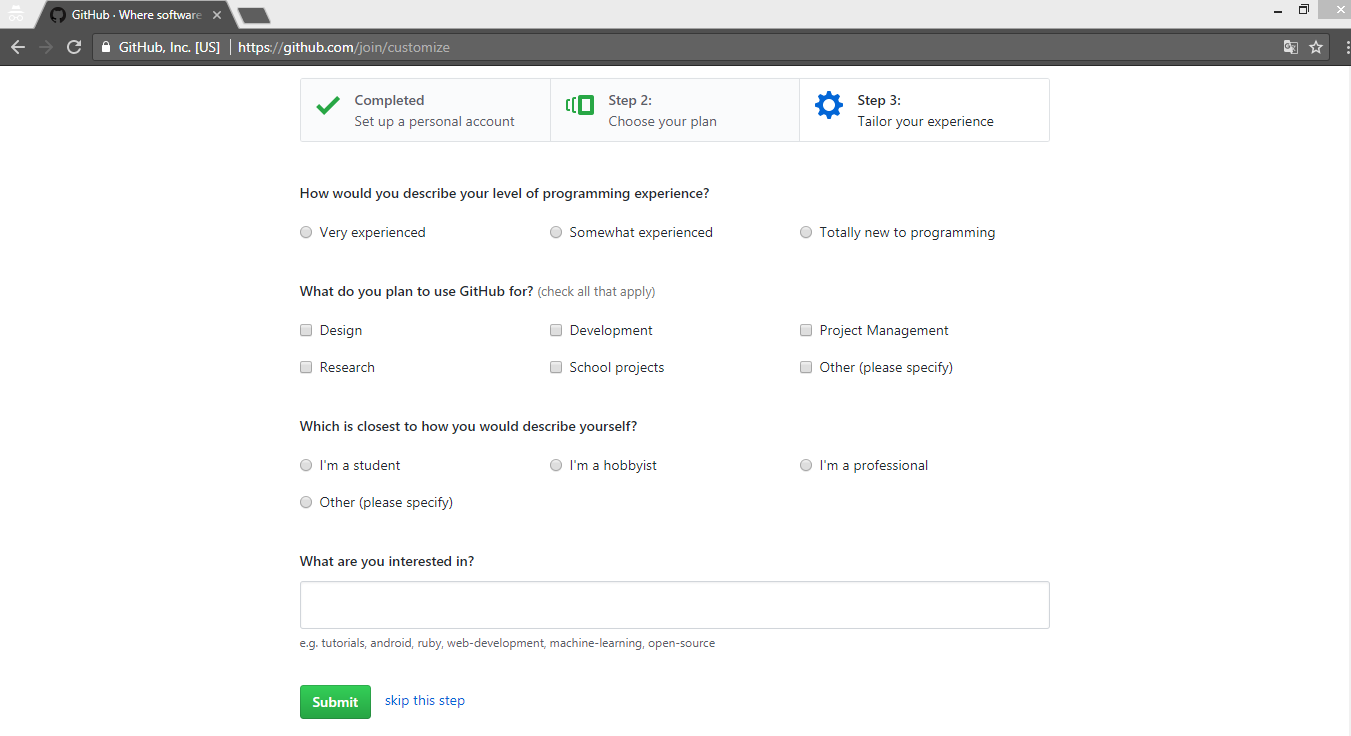 GitHub · Where software
GitHub, Inc. [US] | https://github.com/join/customize
Completed
Set up a personal account
Step 2:
Choose your plan
Step 3:
Tailor your experience
How would you describe your level of programming experience?
Very experienced Somewhat experienced Totally new to programming
What do you plan to use GitHub for? (check all that apply)
Design Development Project Management
Research School projects Other (please specify)
Which is closest to how you would describe yourself?
I'm a student I'm a hobbyist I'm a professional
Other (please specify)
What are you interested in?
e.g. tutorials, android, ruby, web-development, machine-learning, open-source
Submit skip this step